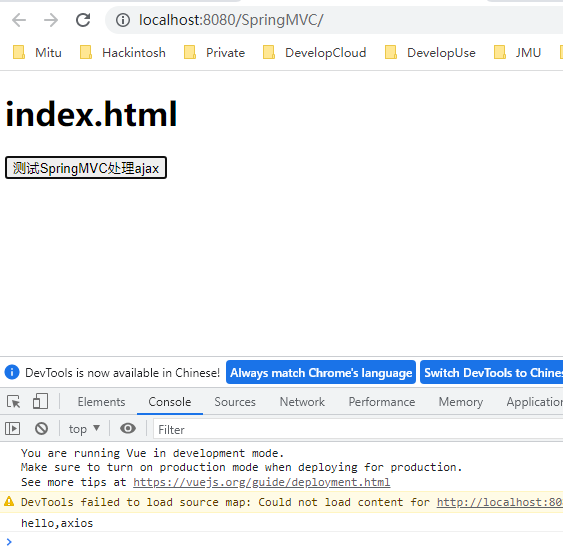 localhost:8080/SpringMVC/
Mitu Hackintosh Private DevelopCloud DevelopUse JMU
index.html
测试SpringMVC处理ajax
DevTools is now available in Chinese! Always match Chrome's language Switch DevTools to Chines
Elements Console Sources Network Performance Memory Application
top Filter
You are running Vue in development mode.
Make sure to turn on production mode when deploying for production.
See more tips at https://vuejs.org/guide/deployment.html
DevTools failed to load source map: Could not load content for http://localhost:808
hello,axios